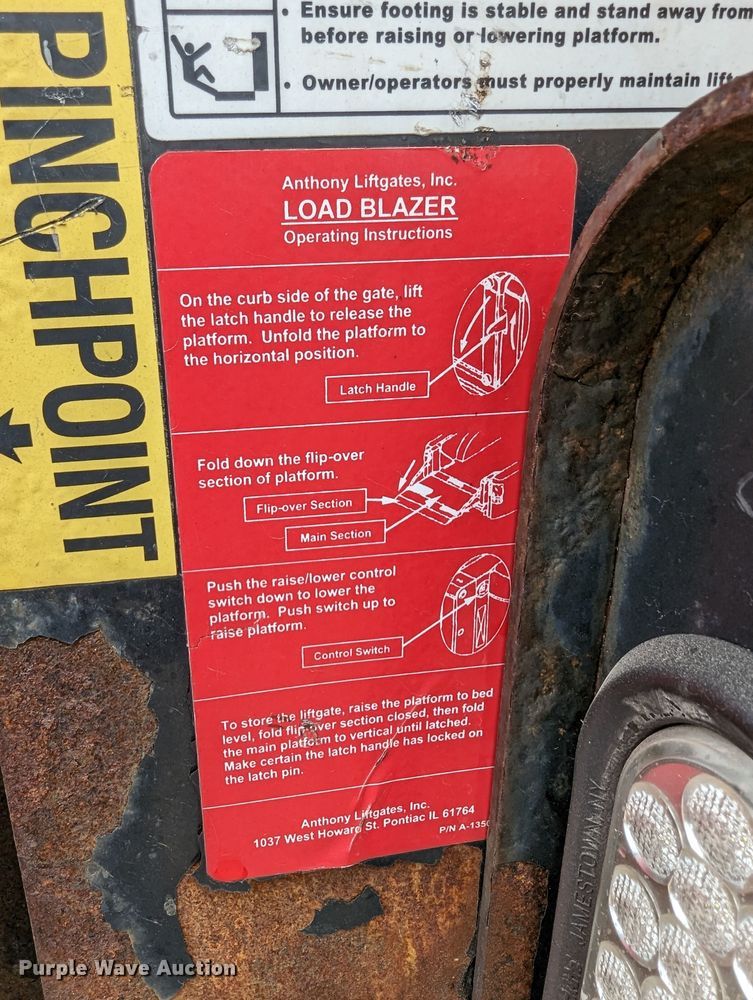 • Ensure footing is stable and stand away from
before raising or lowering platform.
• Owner/operators must properly maintain
PINCHPOINT
Anthony Liftgates, Inc.
LOAD BLAZER
Operating Instructions
On the curb side of the gate, lift
the latch handle to release the
platform. Unfold the platform to
the horizontal position.
Latch Handle
Fold down the flip-over
section of platform.
Flip-over Section
Main Section
Push the raise/lower control
switch down to lower the
platform. Push switch up to
raise platform.
Control Switch
To store the liftgate, raise the platform to bed
level, fold flip-over section closed, then fold
the main platform to vertical until latched.
Make certain the latch handle has locked on
the latch pin.
Anthony Liftgates, Inc.
1037 West Howard St. Pontiac IL 61764
P/N A-1350
JAMESTOWN NY
Purple Wave Auction